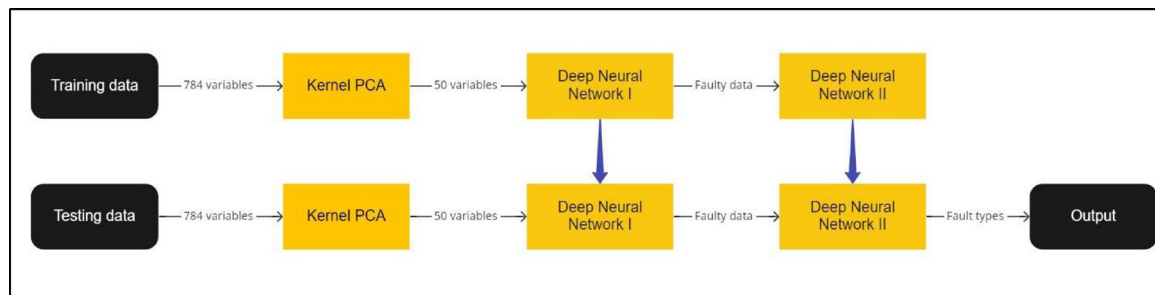 Training data
784 variables
Kernel PCA
50 variables
Deep Neural
Network I
Faulty data
Deep Neural
Network II
Testing data
784 variables
Kernel PCA
50 variables
Deep Neural
Network I
Faulty data
Deep Neural
Network II
Fault types
Output